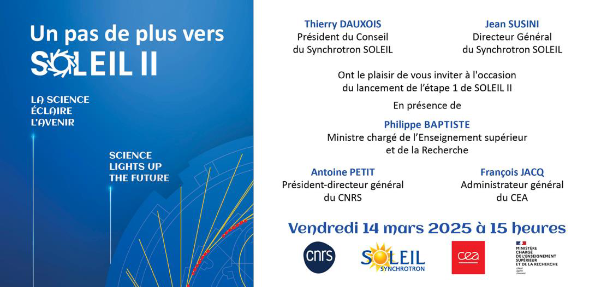 Un pas de plus vers
SOLEIL II
LA SCIENCE
ÉCLAIRE
L'AVENIR
SCIENCE
LIGHTS UP
THE FUTURE
Thierry DAUXOIS
Président du Conseil
du Synchrotron SOLEIL
Jean SUSINI
Directeur Général
du Synchrotron SOLEIL
Ont le plaisir de vous inviter à l'occasion
du lancement de l'étape 1 de SOLEIL II
En présence de
Philippe BAPTISTE
Ministre chargé de l'Enseignement supérieur
et de la Recherche
Antoine PETIT
Président-directeur général
du CNRS
François JACQ
Administrateur général
du CEA
Vendredi 14 mars 2025 à 15 heures
cnrs
SOLEIL
SYNCHROTRON
cea
MINISTÈRE
CHARGÉ
DE L'ENSEIGNEMENT
SUPÉRIEUR
ET DE LA RECHERCHE